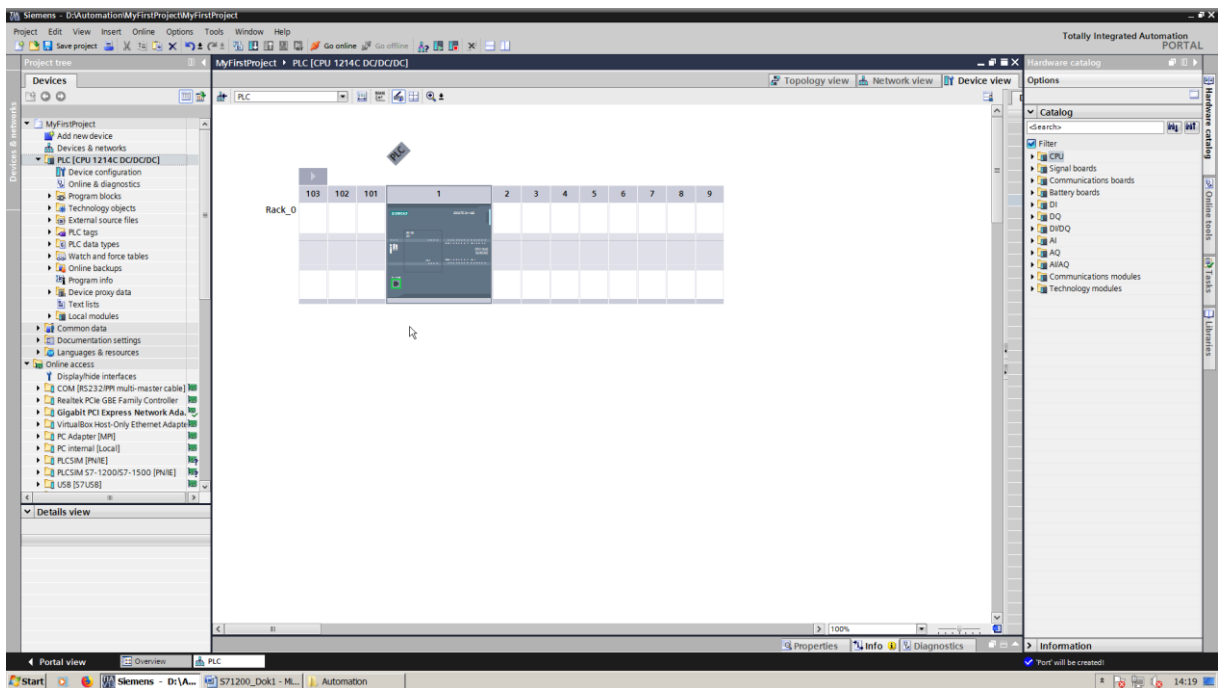 Siemens - D:\Automation\MyFirstProject\MyFirstProject
Project Edit View Insert Online Options Tools Window Help
Save project Go online Go offline
Totally Integrated Automation
PORTAL
Project tree
MyFirstProject PLC [CPU 1214C DC/DC/DC]
Hardware catalog
Devices
Topology view Network view Device view
Options
PLC
Devices & networks
MyFirstProject
Add new device
Devices & networks
PLC [CPU 1214C DC/DC/DC]
Device configuration
Online & diagnostics
Program blocks
Technology objects
External source files
PLC tags
PLC data types
Watch and force tables
Online backups
Program info
Device proxy data
Text lists
Local modules
Common data
Documentation settings
Languages & resources
Online access
Display/hide interfaces
COM [RS232/PPI multi-master cable]
Realtek PCIe GBE Family Controller
Gigabit PCI Express Network Ada.
VirtualBox Host-Only Ethernet Adapte
PC Adapter [MPI]
PC internal [Local]
PLCSIM [PN/IE]
PLCSIM S7-1200/S7-1500 [PN/IE]
USB [S7USB]
Details view
PLC
103 102 101 1 2 3 4 5 6 7 8 9
Rack_0
100%
Properties Info Diagnostics
Catalog
<Search>
Filter
CPU
Signal boards
Communications boards
Battery boards
DI
DQ
DI/DQ
AI
AQ
AI/AQ
Communications modules
Technology modules
Information
Hardware catalog
Online tools
Tasks
Libraries
Portal view Overview PLC
'Port' will be created!
Start Siemens - D:\A... S71200_Dok1 - Mi... Automation 14:19